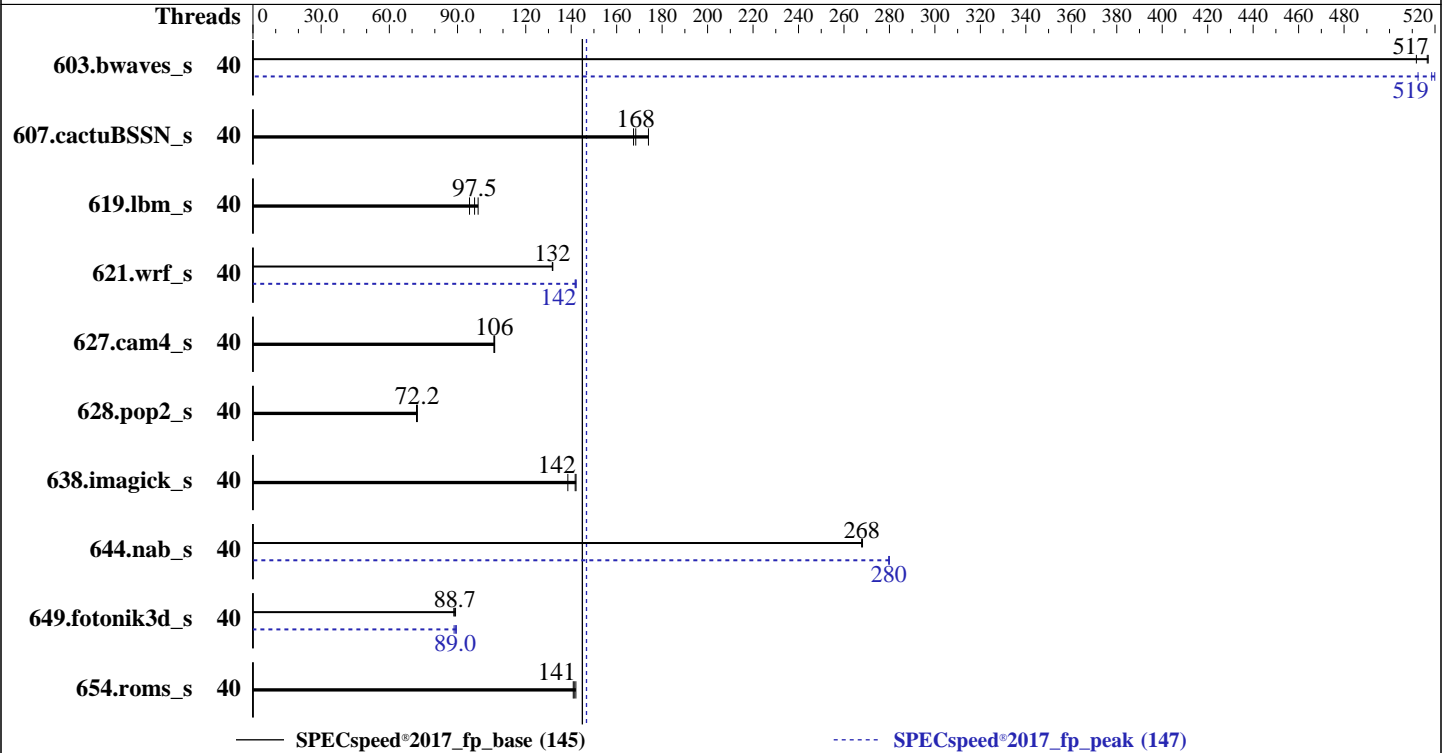 Threads 0 30.0 60.0 90.0 120 140 160 180 200 220 240 260 280 300 320 340 360 380 400 420 440 460 480 520
517
603.bwaves_s 40
519
168
607.cactuBSSN_s 40
97.5
619.lbm_s 40
132
621.wrf_s 40
142
106
627.cam4_s 40
72.2
628.pop2_s 40
142
638.imagick_s 40
268
644.nab_s 40
280
88.7
649.fotonik3d_s 40
89.0
141
654.roms_s 40
SPECspeed®2017_fp_base (145) SPECspeed®2017_fp_peak (147)